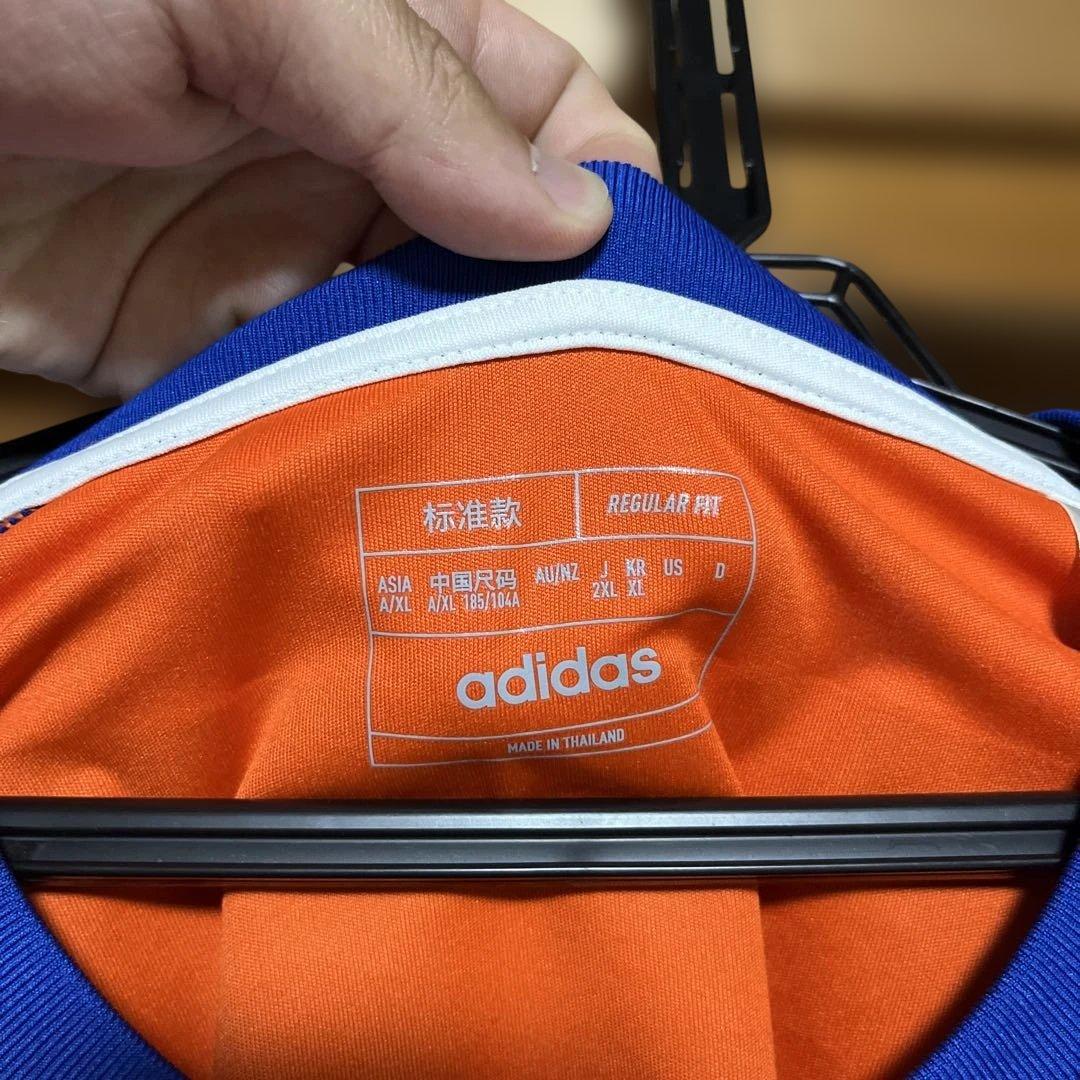 标准款 REGULAR FIT
ASIA 中国尺码 AU/NZ J KR US D
A/XL A/XL 185/104A 2XL XL
adidas
MADE IN THAILAND